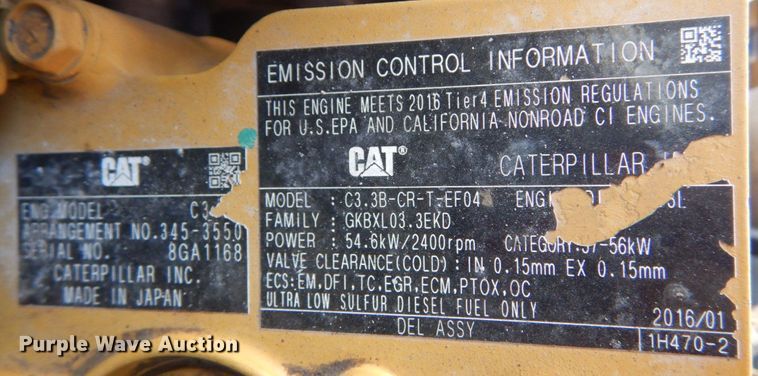 CAT®
ENG MODEL C3
ARRANGEMENT NO. 345-3550
SERIAL NO. 8GA1168
CATERPILLAR INC.
MADE IN JAPAN
EMISSION CONTROL INFORMATION
THIS ENGINE MEETS 2016 Tier4 EMISSION REGULATIONS
FOR U.S.EPA AND CALIFORNIA NONROAD CI ENGINES.
CAT® CATERPILLAR
MODEL : C3.3B-CR-T-EF04
FAMILY : GKBXL03.3EKD
POWER : 54.6kW/2400rpm CATEGORY:37-56kW
VALVE CLEARANCE(COLD) : IN 0.15mm EX 0.15mm
ECS:EM,DFI,TC,EGR,ECM,PTOX,OC
ULTRA LOW SULFUR DIESEL FUEL ONLY
2016/01
DEL ASSY 1H470-2
Purple Wave Auction